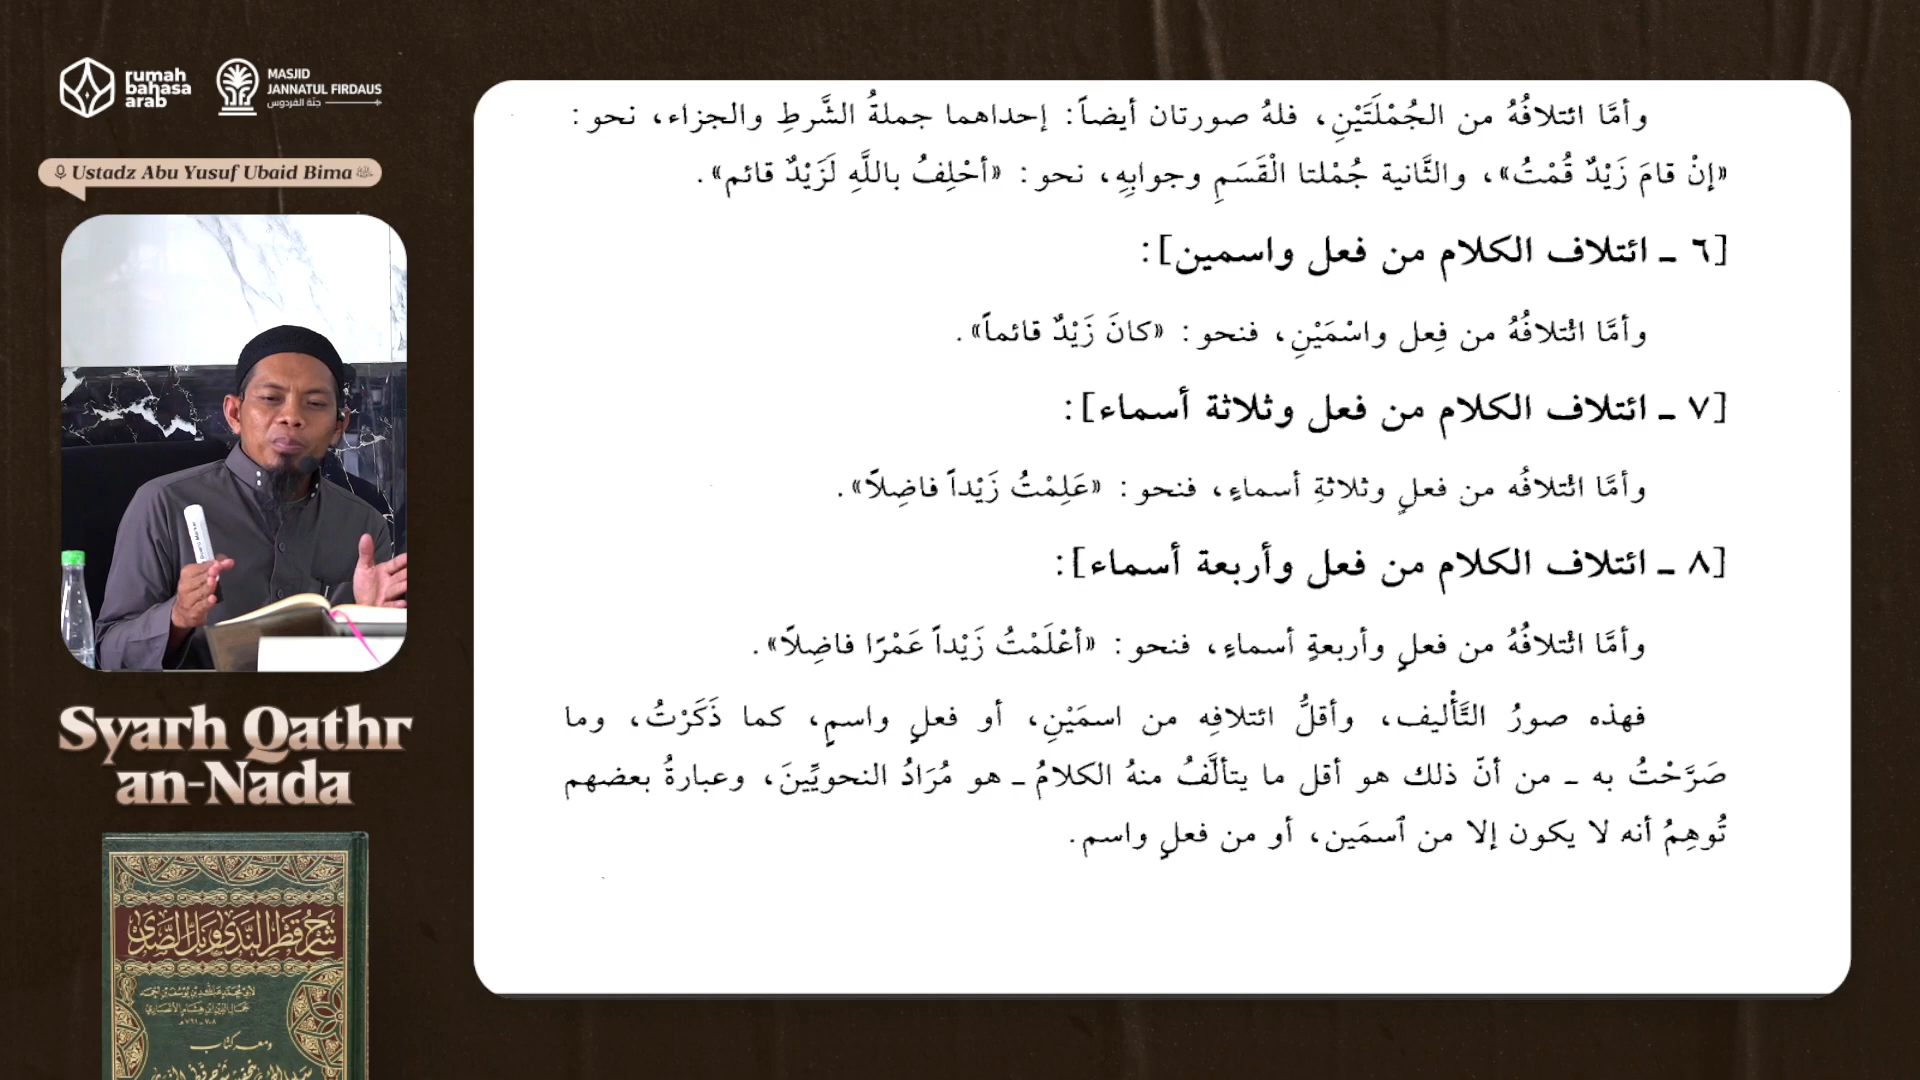 rumah
bahasa
arab
MASJID
JANNATUL FIRDAUS
جنّة الفردوس
Ustadz Abu Yusuf Ubaid Bima
Syarh Qathr
an-Nada
شرح قطر الندى وبل الصدى
ومعه كتاب
وأمَّا ائتلافُهُ من الجُمْلَتَيْنِ، فلهُ صورتان أيضاً: إحداهما جملةُ الشَّرطِ والجزاء، نحو:
«إنْ قامَ زَيْدٌ قُمْتُ»، والثَّانية جُمْلتا الْقَسَمِ وجوابِهِ، نحو: «أحْلِفُ باللَّهِ لَزَيْدٌ قائم».
[٦ ـ ائتلاف الكلام من فعل واسمين]:
وأمَّا ائْتلافُهُ من فِعل واسْمَيْنِ، فنحو: «كانَ زَيْدٌ قائماً».
[٧ ـ ائتلاف الكلام من فعل وثلاثة أسماء]:
وأمَّا ائْتلافُه من فعلٍ وثلاثةِ أسماءٍ، فنحو: «عَلِمْتُ زَيْداً فاضِلاً».
[٨ ـ ائتلاف الكلام من فعل وأربعة أسماء]:
وأمَّا ائْتلافُهُ من فعلٍ وأربعةٍ أسماءٍ، فنحو: «أعْلَمْتُ زَيْداً عَمْرًا فاضِلًا».
فهذه صورُ التَّأْليف، وأقلُّ ائتلافِه من اسمَيْنِ، أو فعلٍ واسمٍ، كما ذَكَرْتُ، وما
صَرَّحْتُ به ـ من أنّ ذلك هو أقل ما يتألَّفُ منهُ الكلامُ ـ هو مُرَادُ النحويِّينَ، وعبارةُ بعضهم
تُوهِمُ أنه لا يكون إلا من ٱسمَين، أو من فعلٍ واسم.